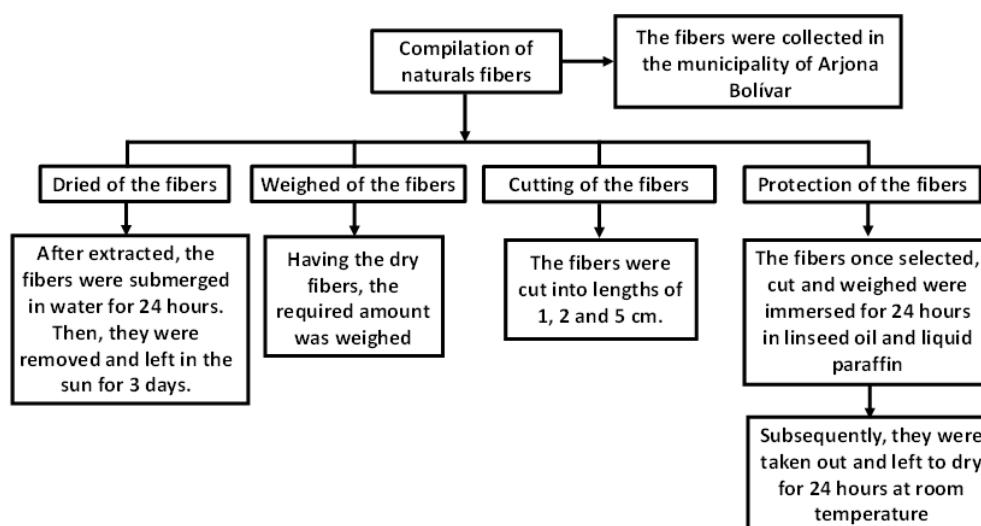 Compilation of
naturals fibers
The fibers were collected in
the municipality of Arjona
Bolívar
Dried of the fibers
Weighed of the fibers
Cutting of the fibers
Protection of the fibers
After extracted, the
fibers were submerged
in water for 24 hours.
Then, they were
removed and left in the
sun for 3 days.
Having the dry
fibers, the
required amount
was weighed
The fibers were
cut into lengths of
1, 2 and 5 cm.
The fibers once selected,
cut and weighed were
immersed for 24 hours
in linseed oil and liquid
paraffin
Subsequently, they were
taken out and left to dry
for 24 hours at room
temperature